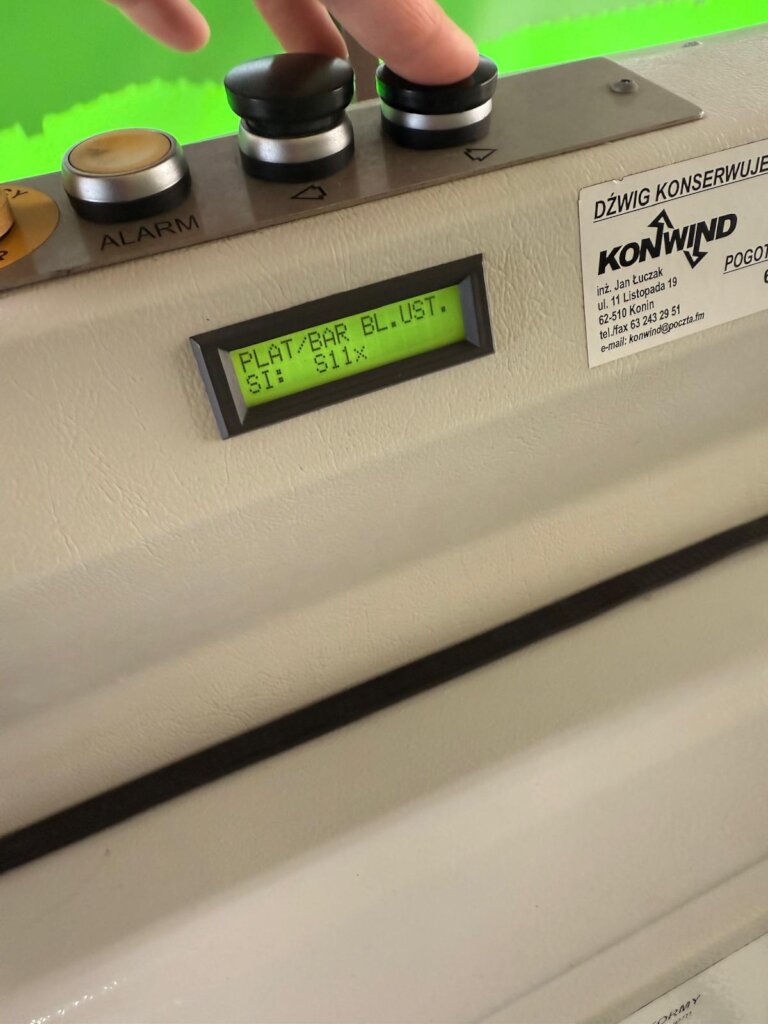 ALARM
PLAT/BAR BL.UST.
SI: S11x
DŹWIG KONSERWUJE
KONWIND
inż. Jan Łuczak
ul. 11 Listopada 19
62-510 Konin
tel./fax 63 243 29 51
e-mail: konwind@poczta.fm